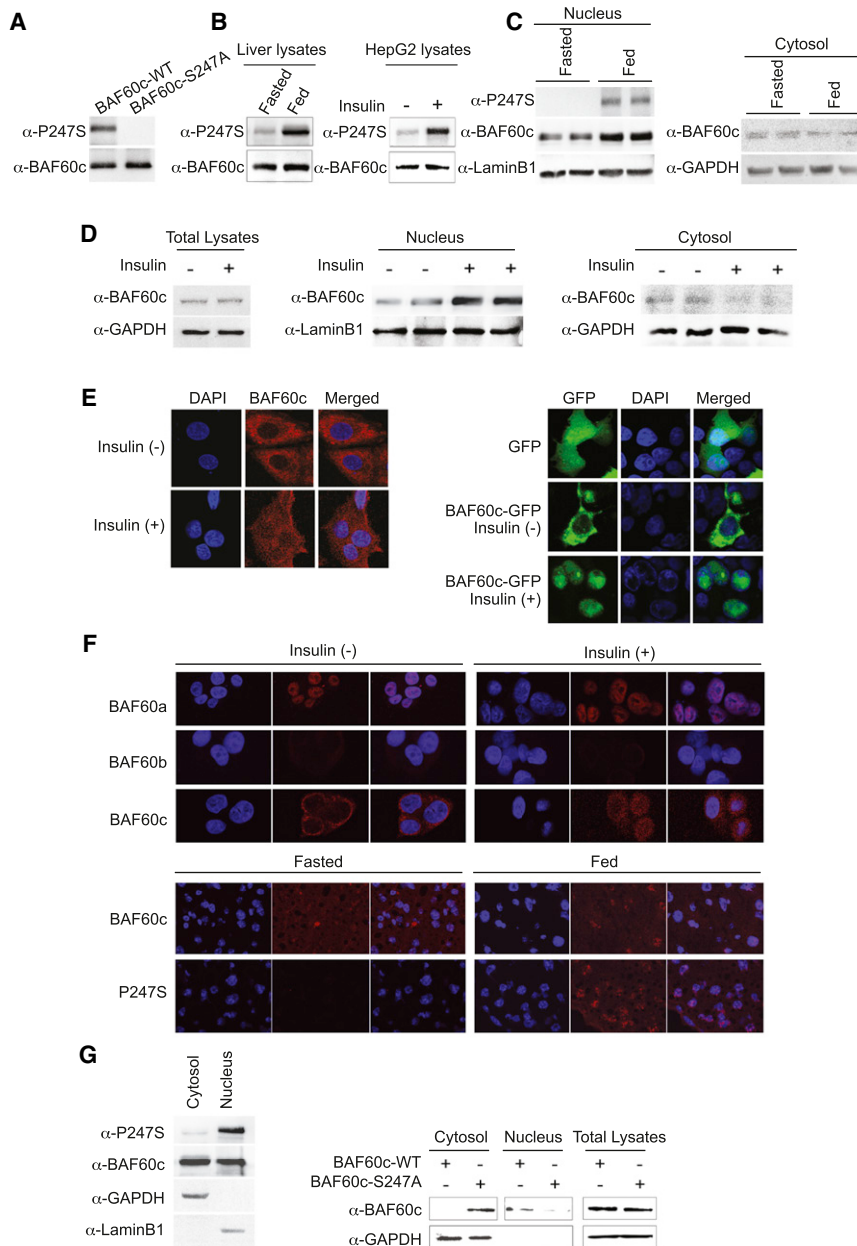 A
BAF60c-WT
BAF60c-S247A
α-P247S
α-BAF60c
B
Liver lysates
Fasted
Fed
α-P247S
α-BAF60c
HepG2 lysates
Insulin - +
α-P247S
α-BAF60c
C
Nucleus
Fasted
Fed
α-P247S
α-BAF60c
α-LaminB1
Cytosol
Fasted
Fed
α-BAF60c
α-GAPDH
D
Total Lysates
Insulin - +
α-BAF60c
α-GAPDH
Nucleus
Insulin - - + +
α-BAF60c
α-LaminB1
Cytosol
Insulin - - + +
α-BAF60c
α-GAPDH
E
DAPI BAF60c Merged
Insulin (-)
Insulin (+)
GFP DAPI Merged
GFP
BAF60c-GFP
Insulin (-)
BAF60c-GFP
Insulin (+)
F
Insulin (-) Insulin (+)
BAF60a
BAF60b
BAF60c
Fasted Fed
BAF60c
P247S
G
Cytosol
Nucleus
α-P247S
α-BAF60c
α-GAPDH
α-LaminB1
Cytosol Nucleus Total Lysates
BAF60c-WT + - + - + -
BAF60c-S247A - + - + - +
α-BAF60c
α-GAPDH